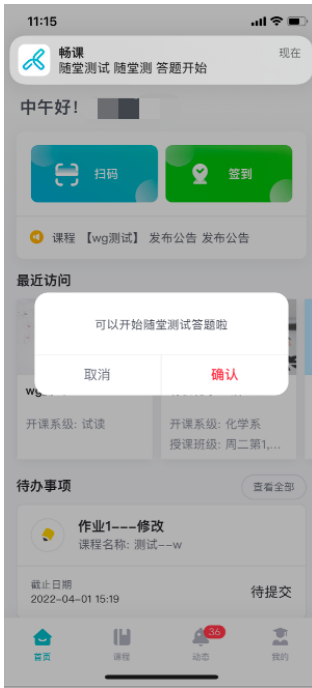 11:15
畅课
现在
随堂测试 随堂测 答题开始
中午好！
扫码
签到
课程 【wg测试】 发布公告 发布公告
最近访问
可以开始随堂测试答题啦
取消
确认
开课系级: 试读
开课系级: 化学系
授课班级: 周二第1,...
待办事项
查看全部
作业1---修改
课程名称: 测试--w
截止日期
2022-04-01 15:19
待提交
36
首页
课程
动态
我的